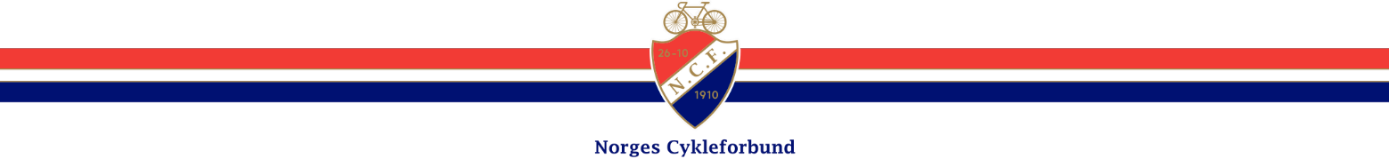 26-10
N.C.F.
1910
Norges Cykleforbund